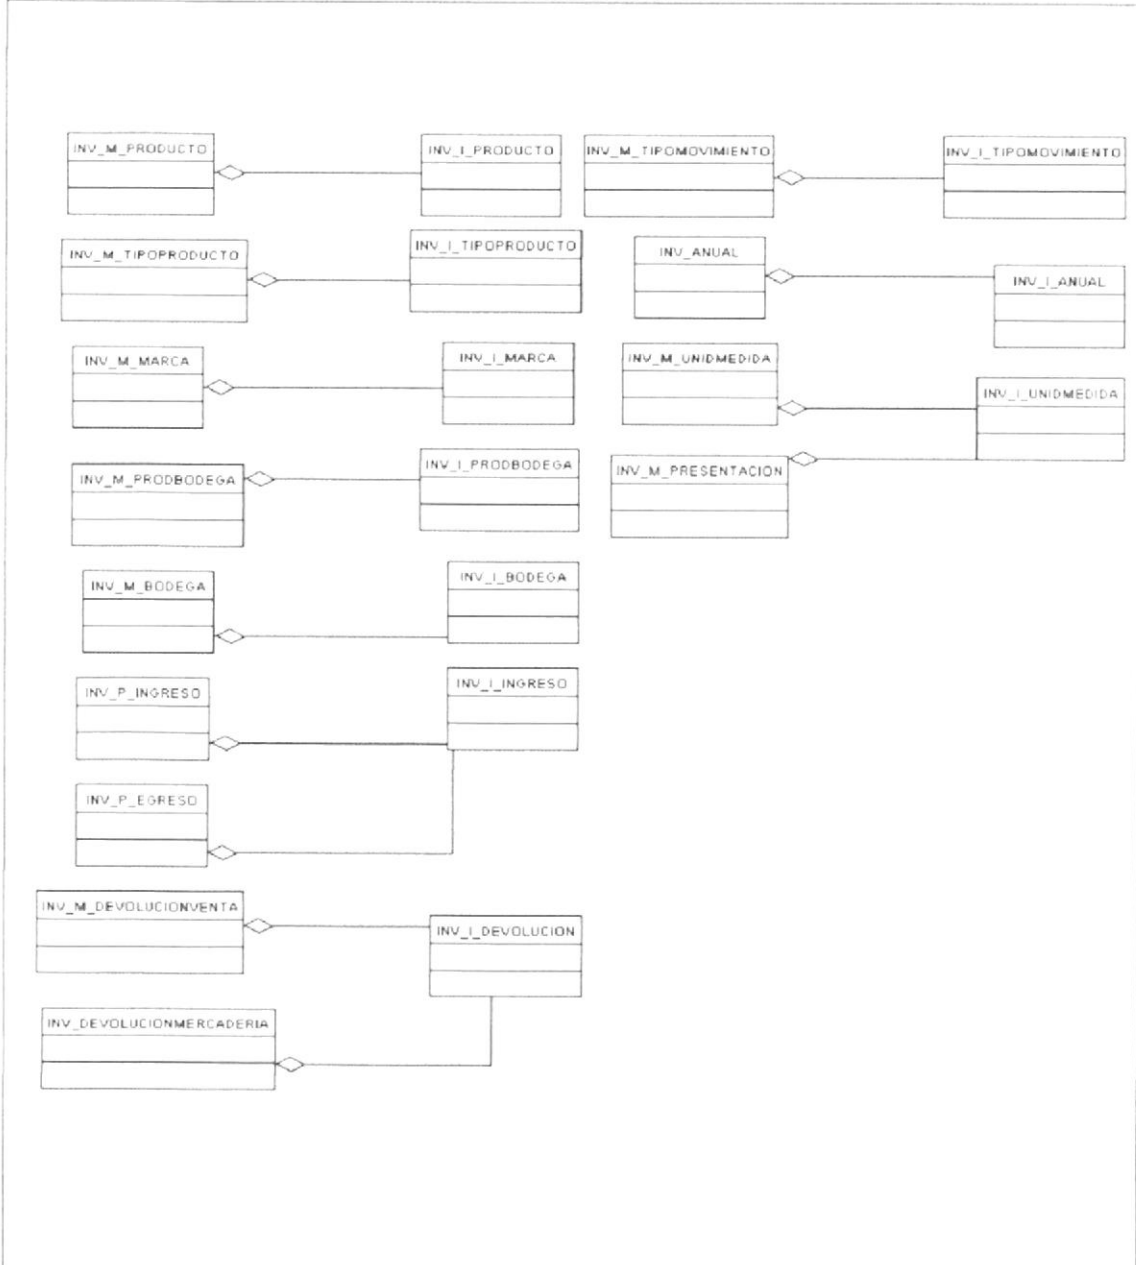 INV_M_PRODUCTO
INV_I_PRODUCTO
INV_M_TIPOMOVIMIENTO
INV_I_TIPOMOVIMIENTO
INV_M_TIPOPRODUCTO
INV_I_TIPOPRODUCTO
INV_ANUAL
INV_I_ANUAL
INV_M_MARCA
INV_I_MARCA
INV_M_UNIDMEDIDA
INV_I_UNIDMEDIDA
INV_M_PRODBODEGA
INV_I_PRODBODEGA
INV_M_PRESENTACION
INV_M_BODEGA
INV_I_BODEGA
INV_P_INGRESO
INV_I_INGRESO
INV_P_EGRESO
INV_M_DEVOLUCIONVENTA
INV_I_DEVOLUCION
INV_DEVOLUCIONMERCADERIA